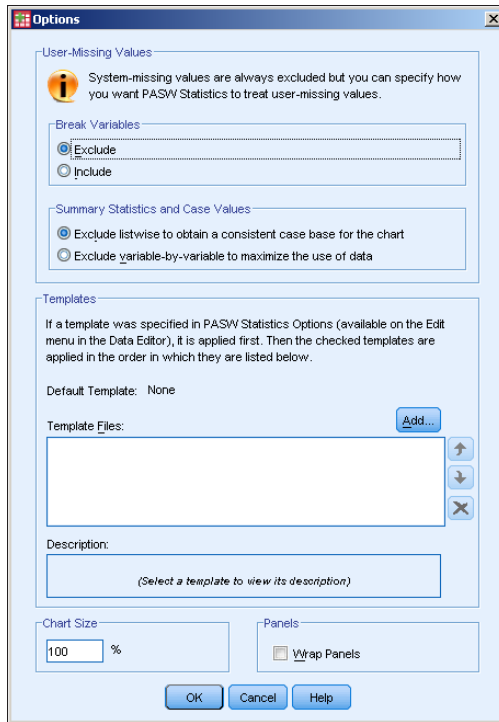 Options
User-Missing Values
System-missing values are always excluded but you can specify how
you want PASW Statistics to treat user-missing values.
Break Variables
Exclude
Include
Summary Statistics and Case Values
Exclude listwise to obtain a consistent case base for the chart
Exclude variable-by-variable to maximize the use of data
Templates
If a template was specified in PASW Statistics Options (available on the Edit
menu in the Data Editor), it is applied first. Then the checked templates are
applied in the order in which they are listed below.
Default Template: None
Template Files:
Add...
Description:
(Select a template to view its description)
Chart Size
100 %
Panels
Wrap Panels
OK Cancel Help